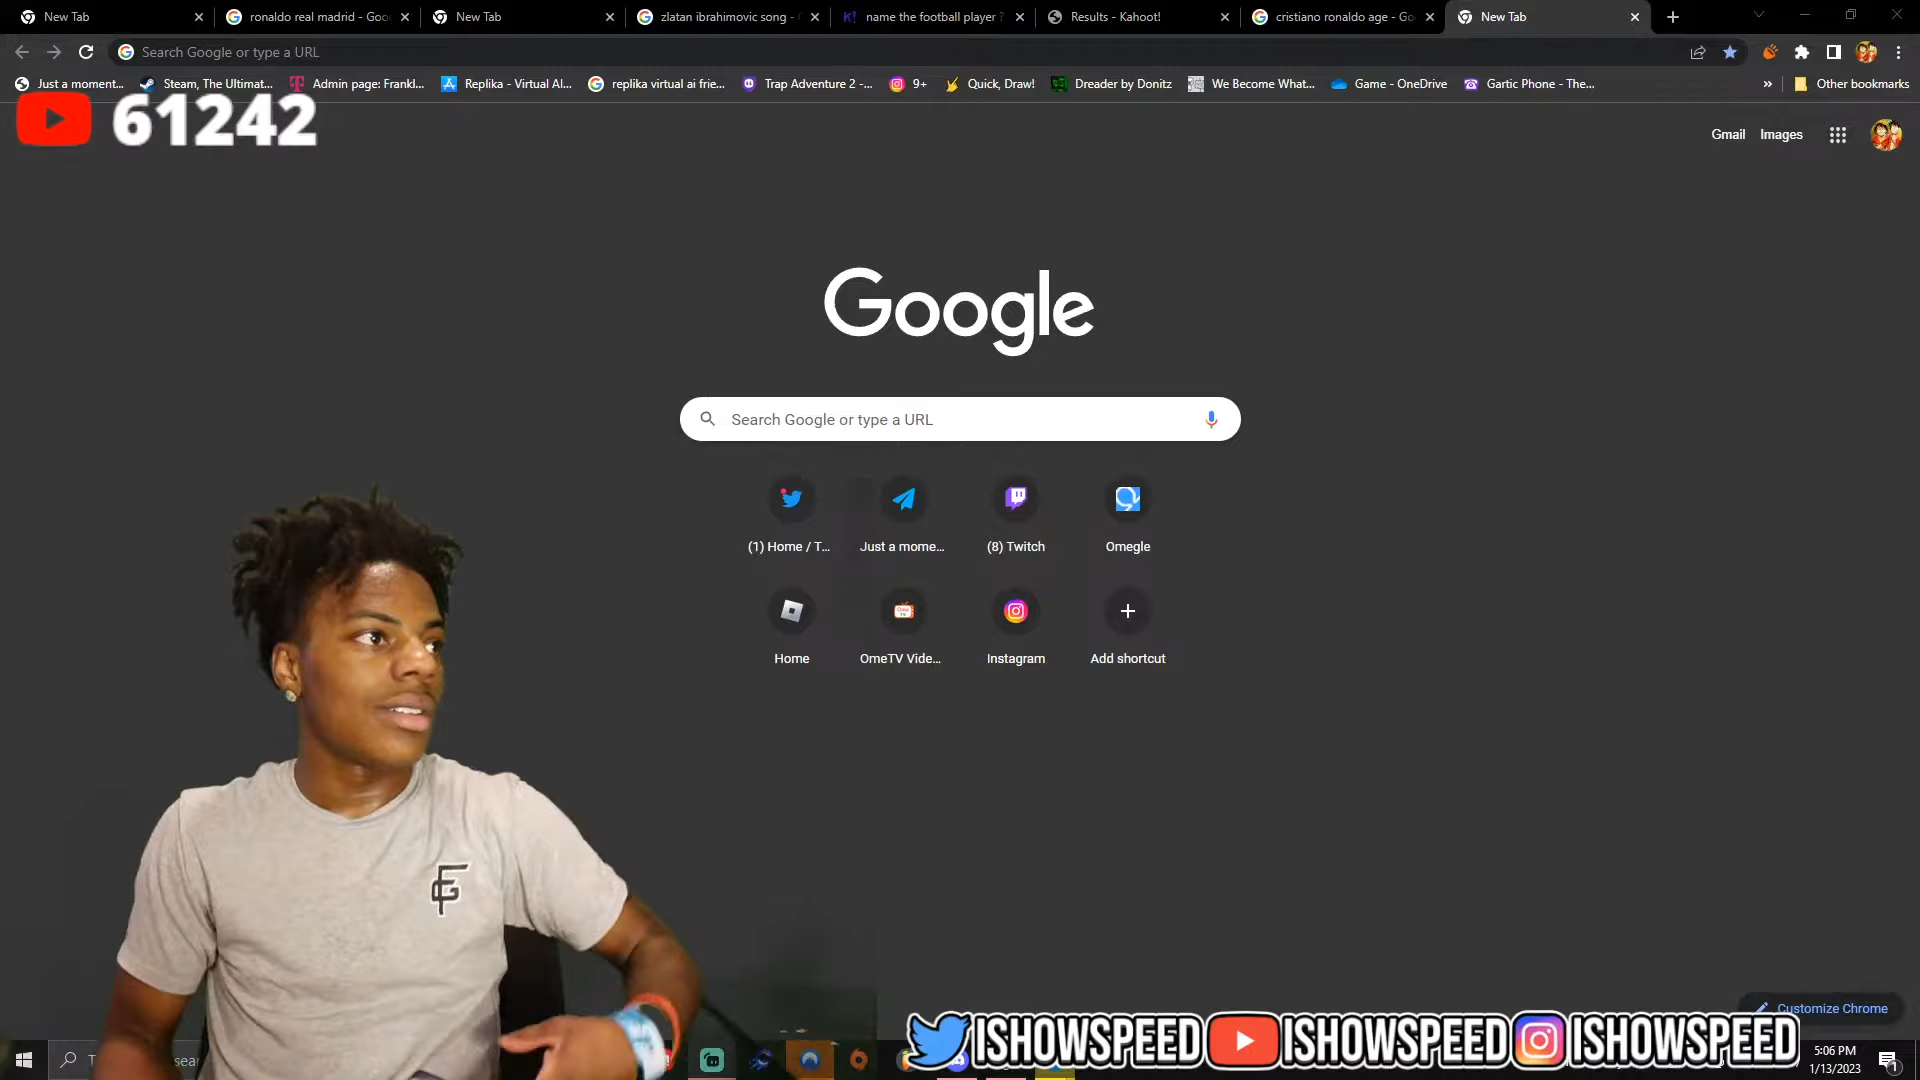 New Tab
ronaldo real madrid - Goo
New Tab
zlatan ibrahimovic song -
name the football player ?
Results - Kahoot!
cristiano ronaldo age - Go
New Tab
Search Google or type a URL
Just a moment...
Steam, The Ultimat...
Admin page: Frankl...
Replika - Virtual AI...
replika virtual ai frie...
Trap Adventure 2 -...
9+
Quick, Draw!
Dreader by Donitz
We Become What...
Game - OneDrive
Gartic Phone - The...
»
Other bookmarks
61242
Gmail
Images
Google
Search Google or type a URL
(1) Home / T...
Just a mome...
(8) Twitch
Omegle
Home
OmeTV Vide...
Instagram
Add shortcut
FG
Customize Chrome
ISHOWSPEED
ISHOWSPEED
ISHOWSPEED
5:06 PM
1/13/2023
1